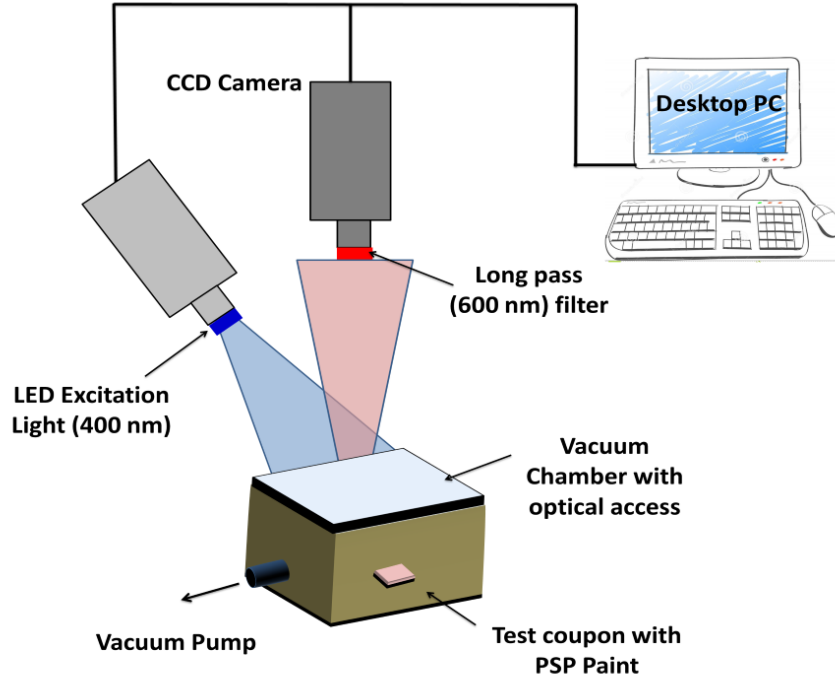 CCD Camera
Desktop PC
Long pass
(600 nm) filter
LED Excitation
Light (400 nm)
Vacuum
Chamber with
optical access
Vacuum Pump
Test coupon with
PSP Paint